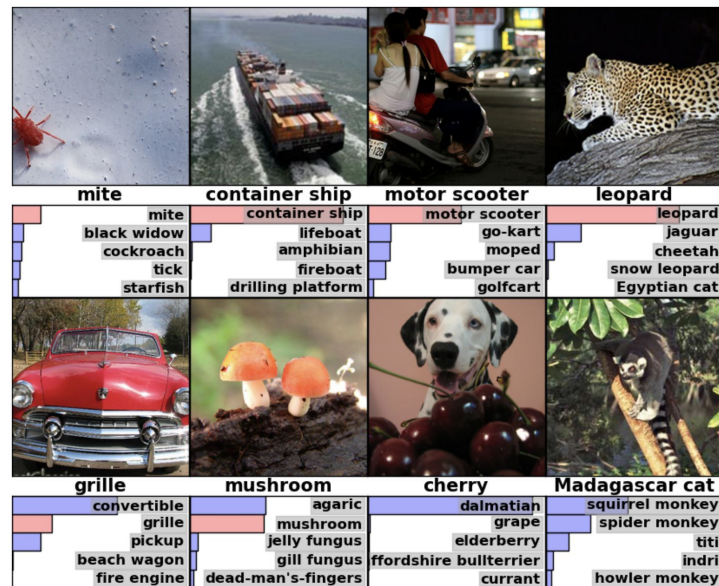 mite
container ship
motor scooter
leopard
mite
black widow
cockroach
tick
starfish
container ship
lifeboat
amphibian
fireboat
drilling platform
motor scooter
go-kart
moped
bumper car
golfcart
leopard
jaguar
cheetah
snow leopard
Egyptian cat
grille
mushroom
cherry
Madagascar cat
convertible
grille
pickup
beach wagon
fire engine
agaric
mushroom
jelly fungus
gill fungus
dead-man's-fingers
dalmatian
grape
elderberry
ffordshire bullterrier
currant
squirrel monkey
spider monkey
titi
indri
howler monkey